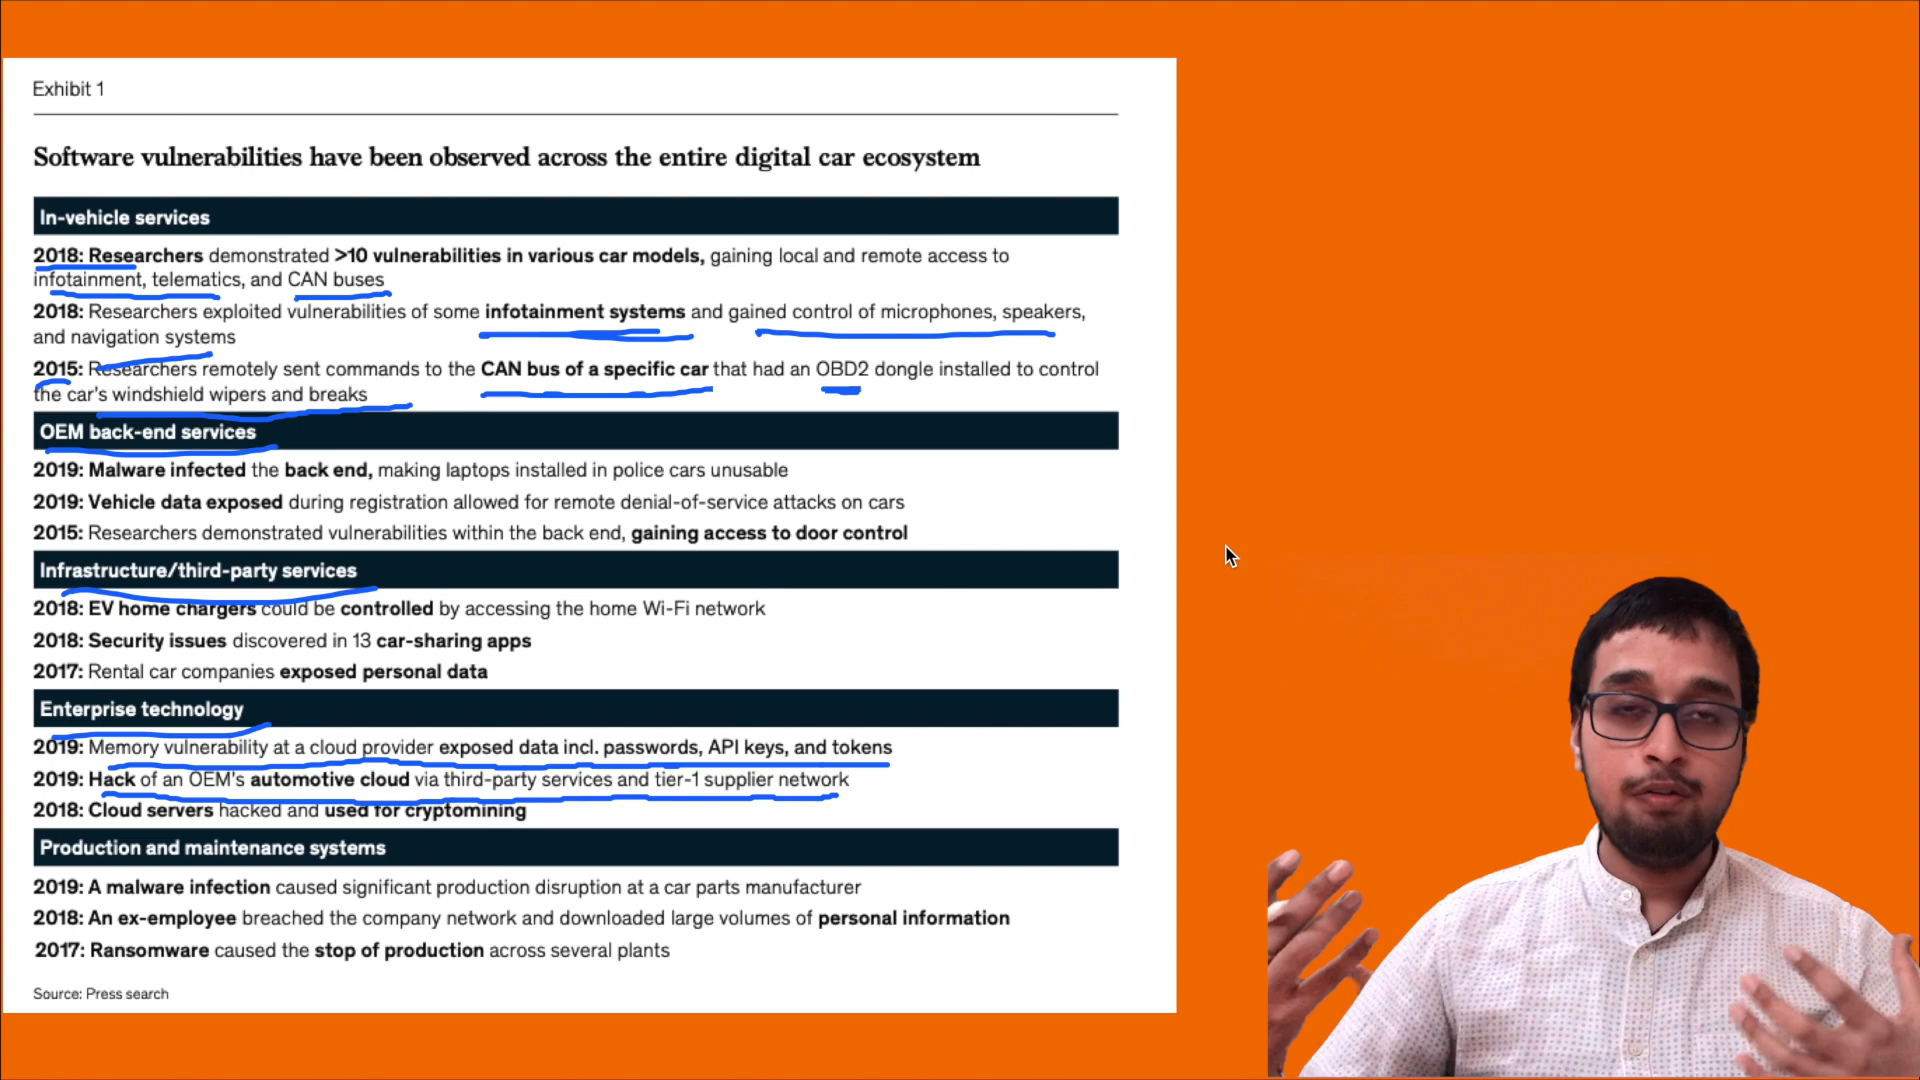 Exhibit 1
Software vulnerabilities have been observed across the entire digital car ecosystem
In-vehicle services
2018: Researchers demonstrated >10 vulnerabilities in various car models, gaining local and remote access to
infotainment, telematics, and CAN buses
2018: Researchers exploited vulnerabilities of some infotainment systems and gained control of microphones, speakers,
and navigation systems
2015: Researchers remotely sent commands to the CAN bus of a specific car that had an OBD2 dongle installed to control
the car's windshield wipers and breaks
OEM back-end services
2019: Malware infected the back end, making laptops installed in police cars unusable
2019: Vehicle data exposed during registration allowed for remote denial-of-service attacks on cars
2015: Researchers demonstrated vulnerabilities within the back end, gaining access to door control
Infrastructure/third-party services
2018: EV home chargers could be controlled by accessing the home Wi-Fi network
2018: Security issues discovered in 13 car-sharing apps
2017: Rental car companies exposed personal data
Enterprise technology
2019: Memory vulnerability at a cloud provider exposed data incl. passwords, API keys, and tokens
2019: Hack of an OEM's automotive cloud via third-party services and tier-1 supplier network
2018: Cloud servers hacked and used for cryptomining
Production and maintenance systems
2019: A malware infection caused significant production disruption at a car parts manufacturer
2018: An ex-employee breached the company network and downloaded large volumes of personal information
2017: Ransomware caused the stop of production across several plants
Source: Press search